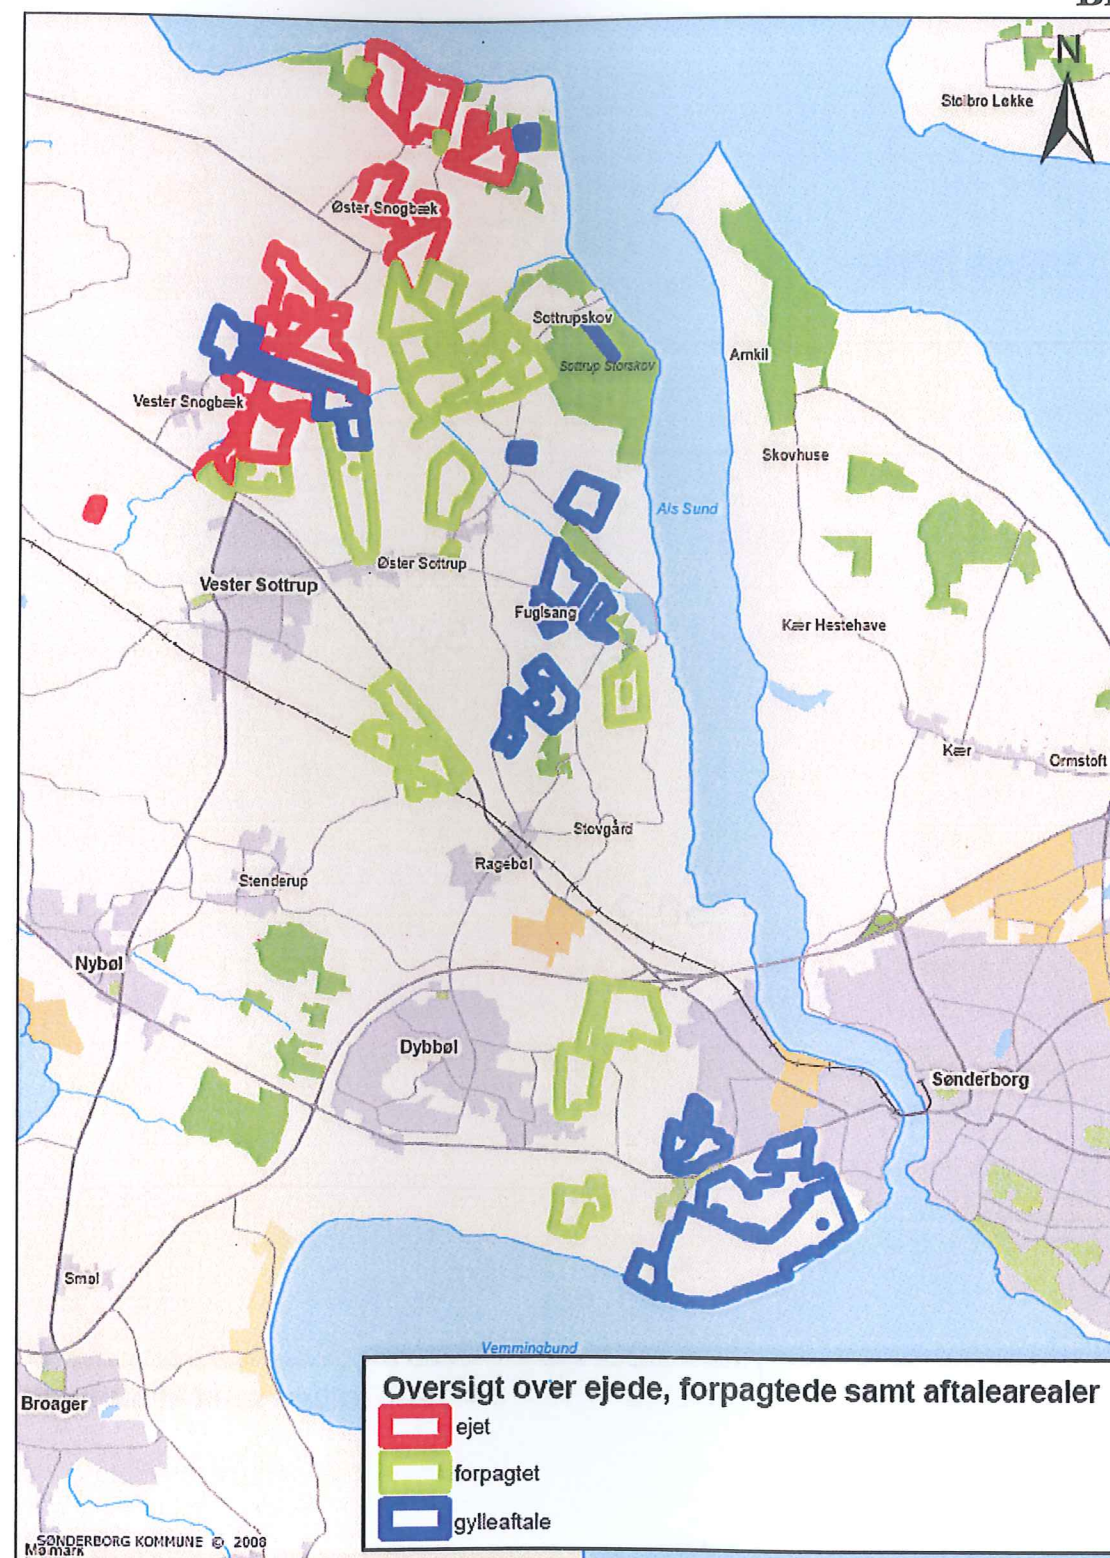 N
Stolbro Løkke
Øster Snogbæk
Sottrupskov
Sottrup Storskov
Arnkil
Vester Snogbæk
Skovhuse
Als Sund
Øster Sottrup
Vester Sottrup
Fuglsang
Kær Hestehave
Kær
Ormstoft
Stovgård
Ragebøl
Stenderup
Nybøl
Dybbøl
Sønderborg
Smøl
Vemmingbund
Broager
Oversigt over ejede, forpagtede samt aftalearealer
ejet
forpagtet
gylleaftale
SØNDERBORG KOMMUNE © 2008
Mølmark